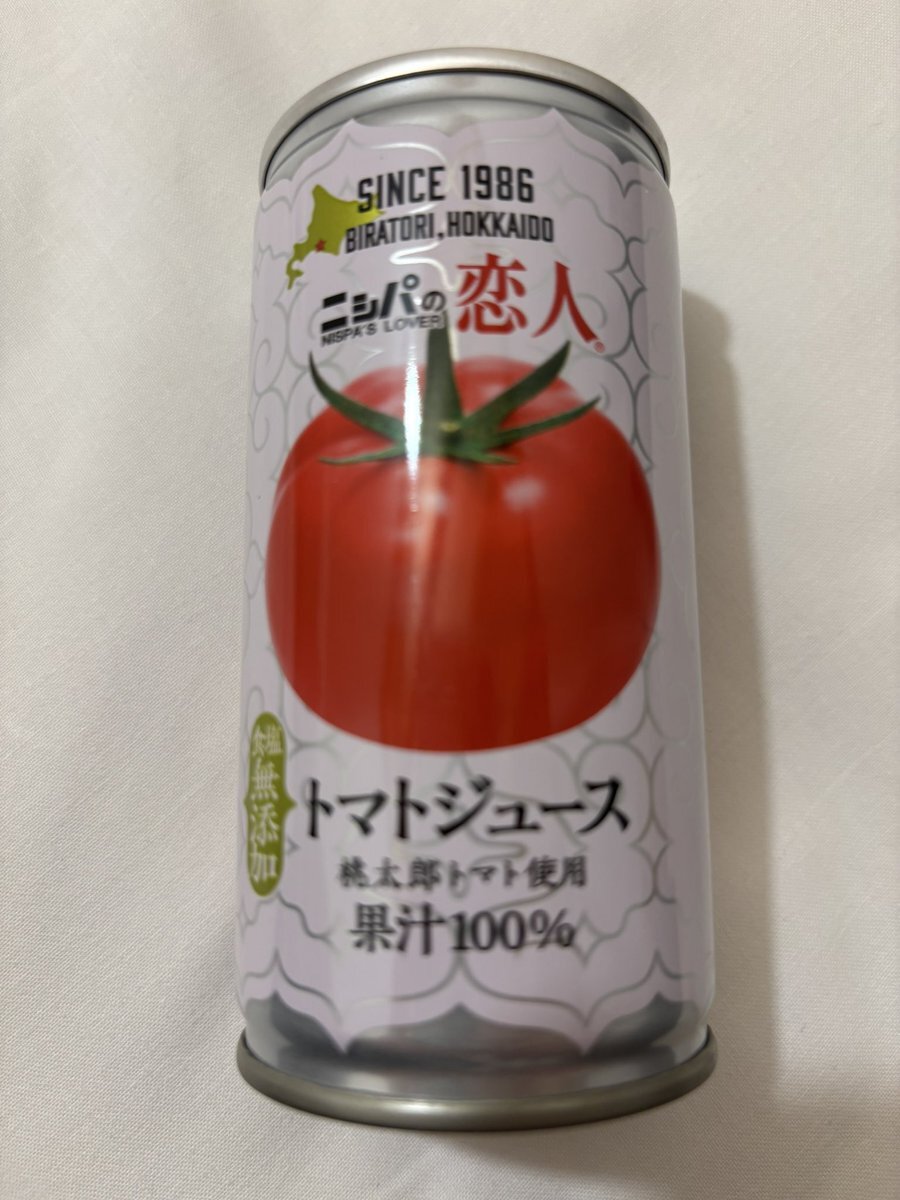 SINCE 1986
BIRATORI, HOKKAIDO
ニシパの恋人®
NISPA'S LOVER
食塩
無添加
トマトジュース
桃太郎トマト使用
果汁100%